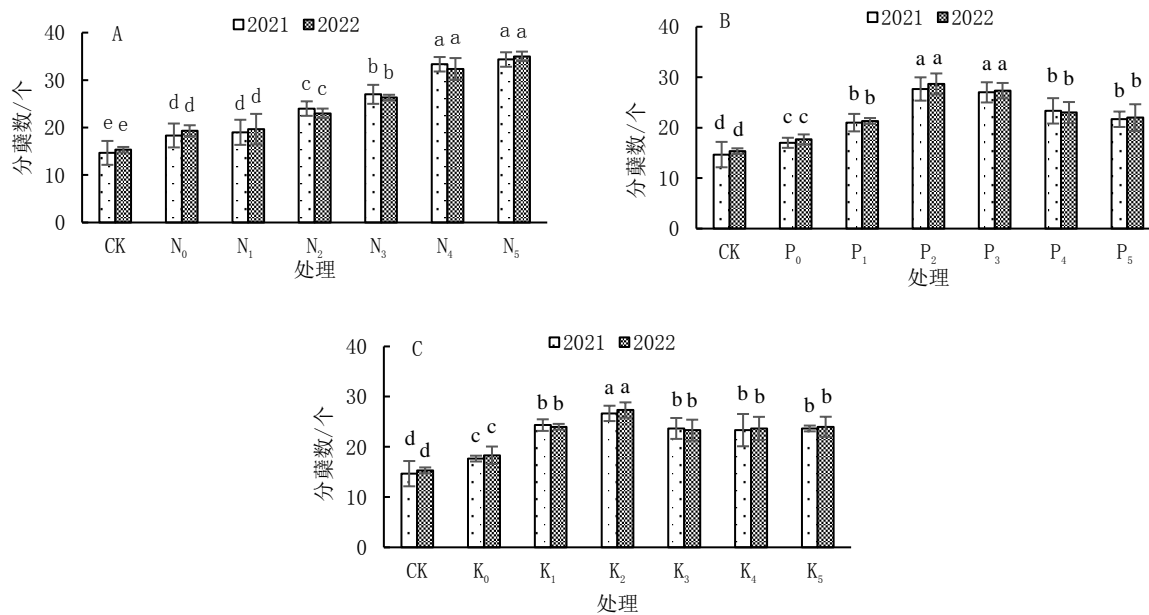 A
□2021 ▩2022
40
30
20
10
0
分蘖数/个
e e d d d d c c b b a a a a
CK N₀ N₁ N₂ N₃ N₄ N₅
处理
B
□2021 ▩2022
40
30
20
10
0
分蘖数/个
d d c c b b a a a a b b b b
CK P₀ P₁ P₂ P₃ P₄ P₅
处理
C
□2021 ▩2022
40
30
20
10
0
分蘖数/个
d d c c b b a a b b b b b b
CK K₀ K₁ K₂ K₃ K₄ K₅
处理